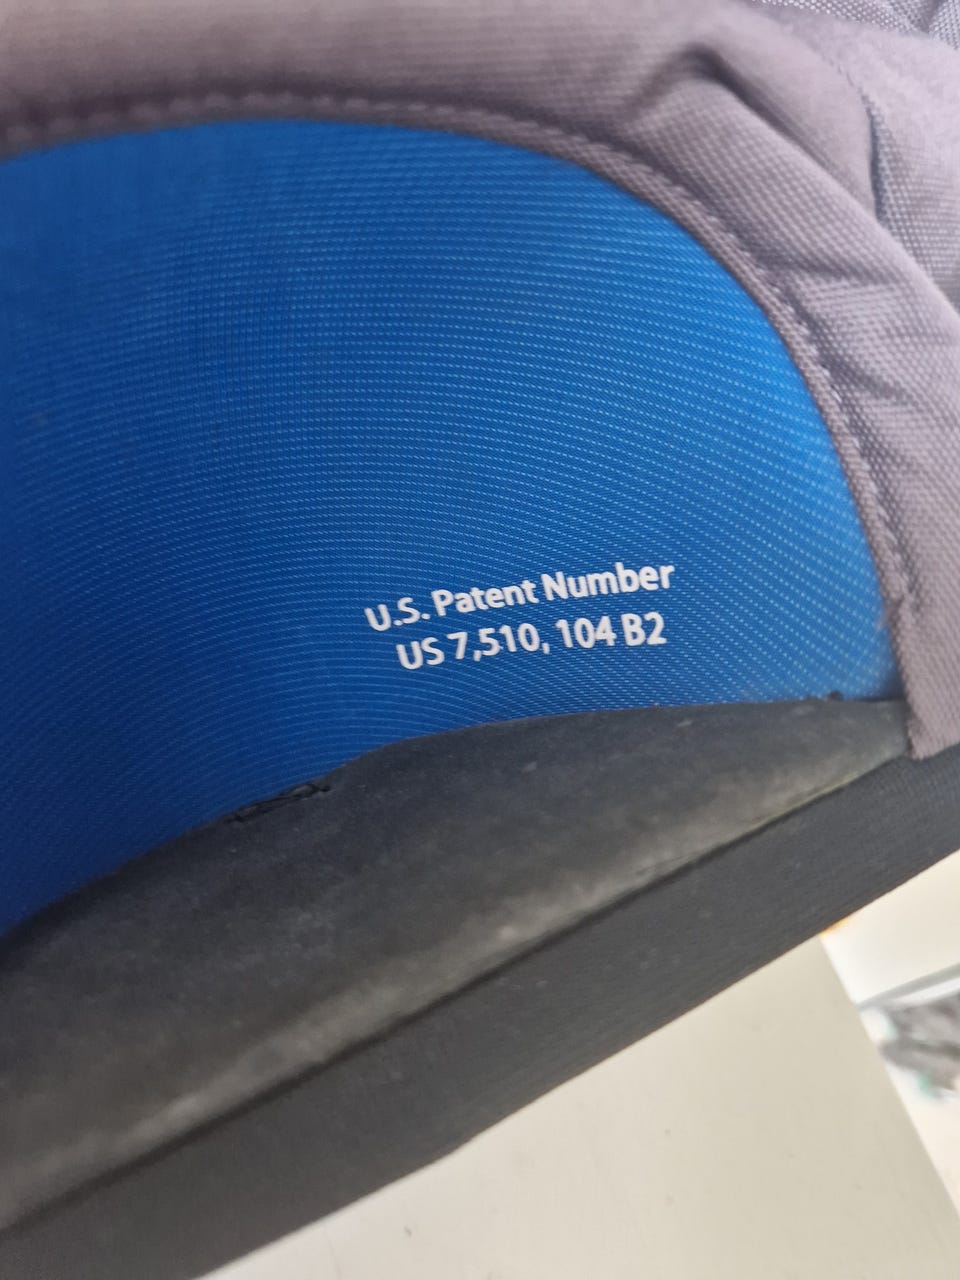 U.S. Patent Number
US 7,510, 104 B2